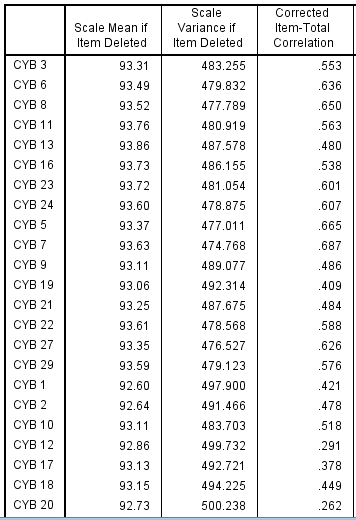 Scale Mean if Item Deleted Scale Variance if Item Deleted Corrected Item-Total Correlation
CYB 3 93.31 483.255 .553
CYB 6 93.49 479.832 .636
CYB 8 93.52 477.789 .650
CYB 11 93.76 480.919 .563
CYB 13 93.86 487.578 .480
CYB 16 93.73 486.155 .538
CYB 23 93.72 481.054 .601
CYB 24 93.60 478.875 .607
CYB 5 93.37 477.011 .665
CYB 7 93.63 474.768 .687
CYB 9 93.11 489.077 .486
CYB 19 93.06 492.314 .409
CYB 21 93.25 487.675 .484
CYB 22 93.61 478.568 .588
CYB 27 93.35 476.527 .626
CYB 29 93.59 479.123 .576
CYB 1 92.60 497.900 .421
CYB 2 92.64 491.466 .478
CYB 10 93.11 483.703 .518
CYB 12 92.86 499.732 .291
CYB 17 93.13 492.721 .378
CYB 18 93.15 494.225 .449
CYB 20 92.73 500.238 .262